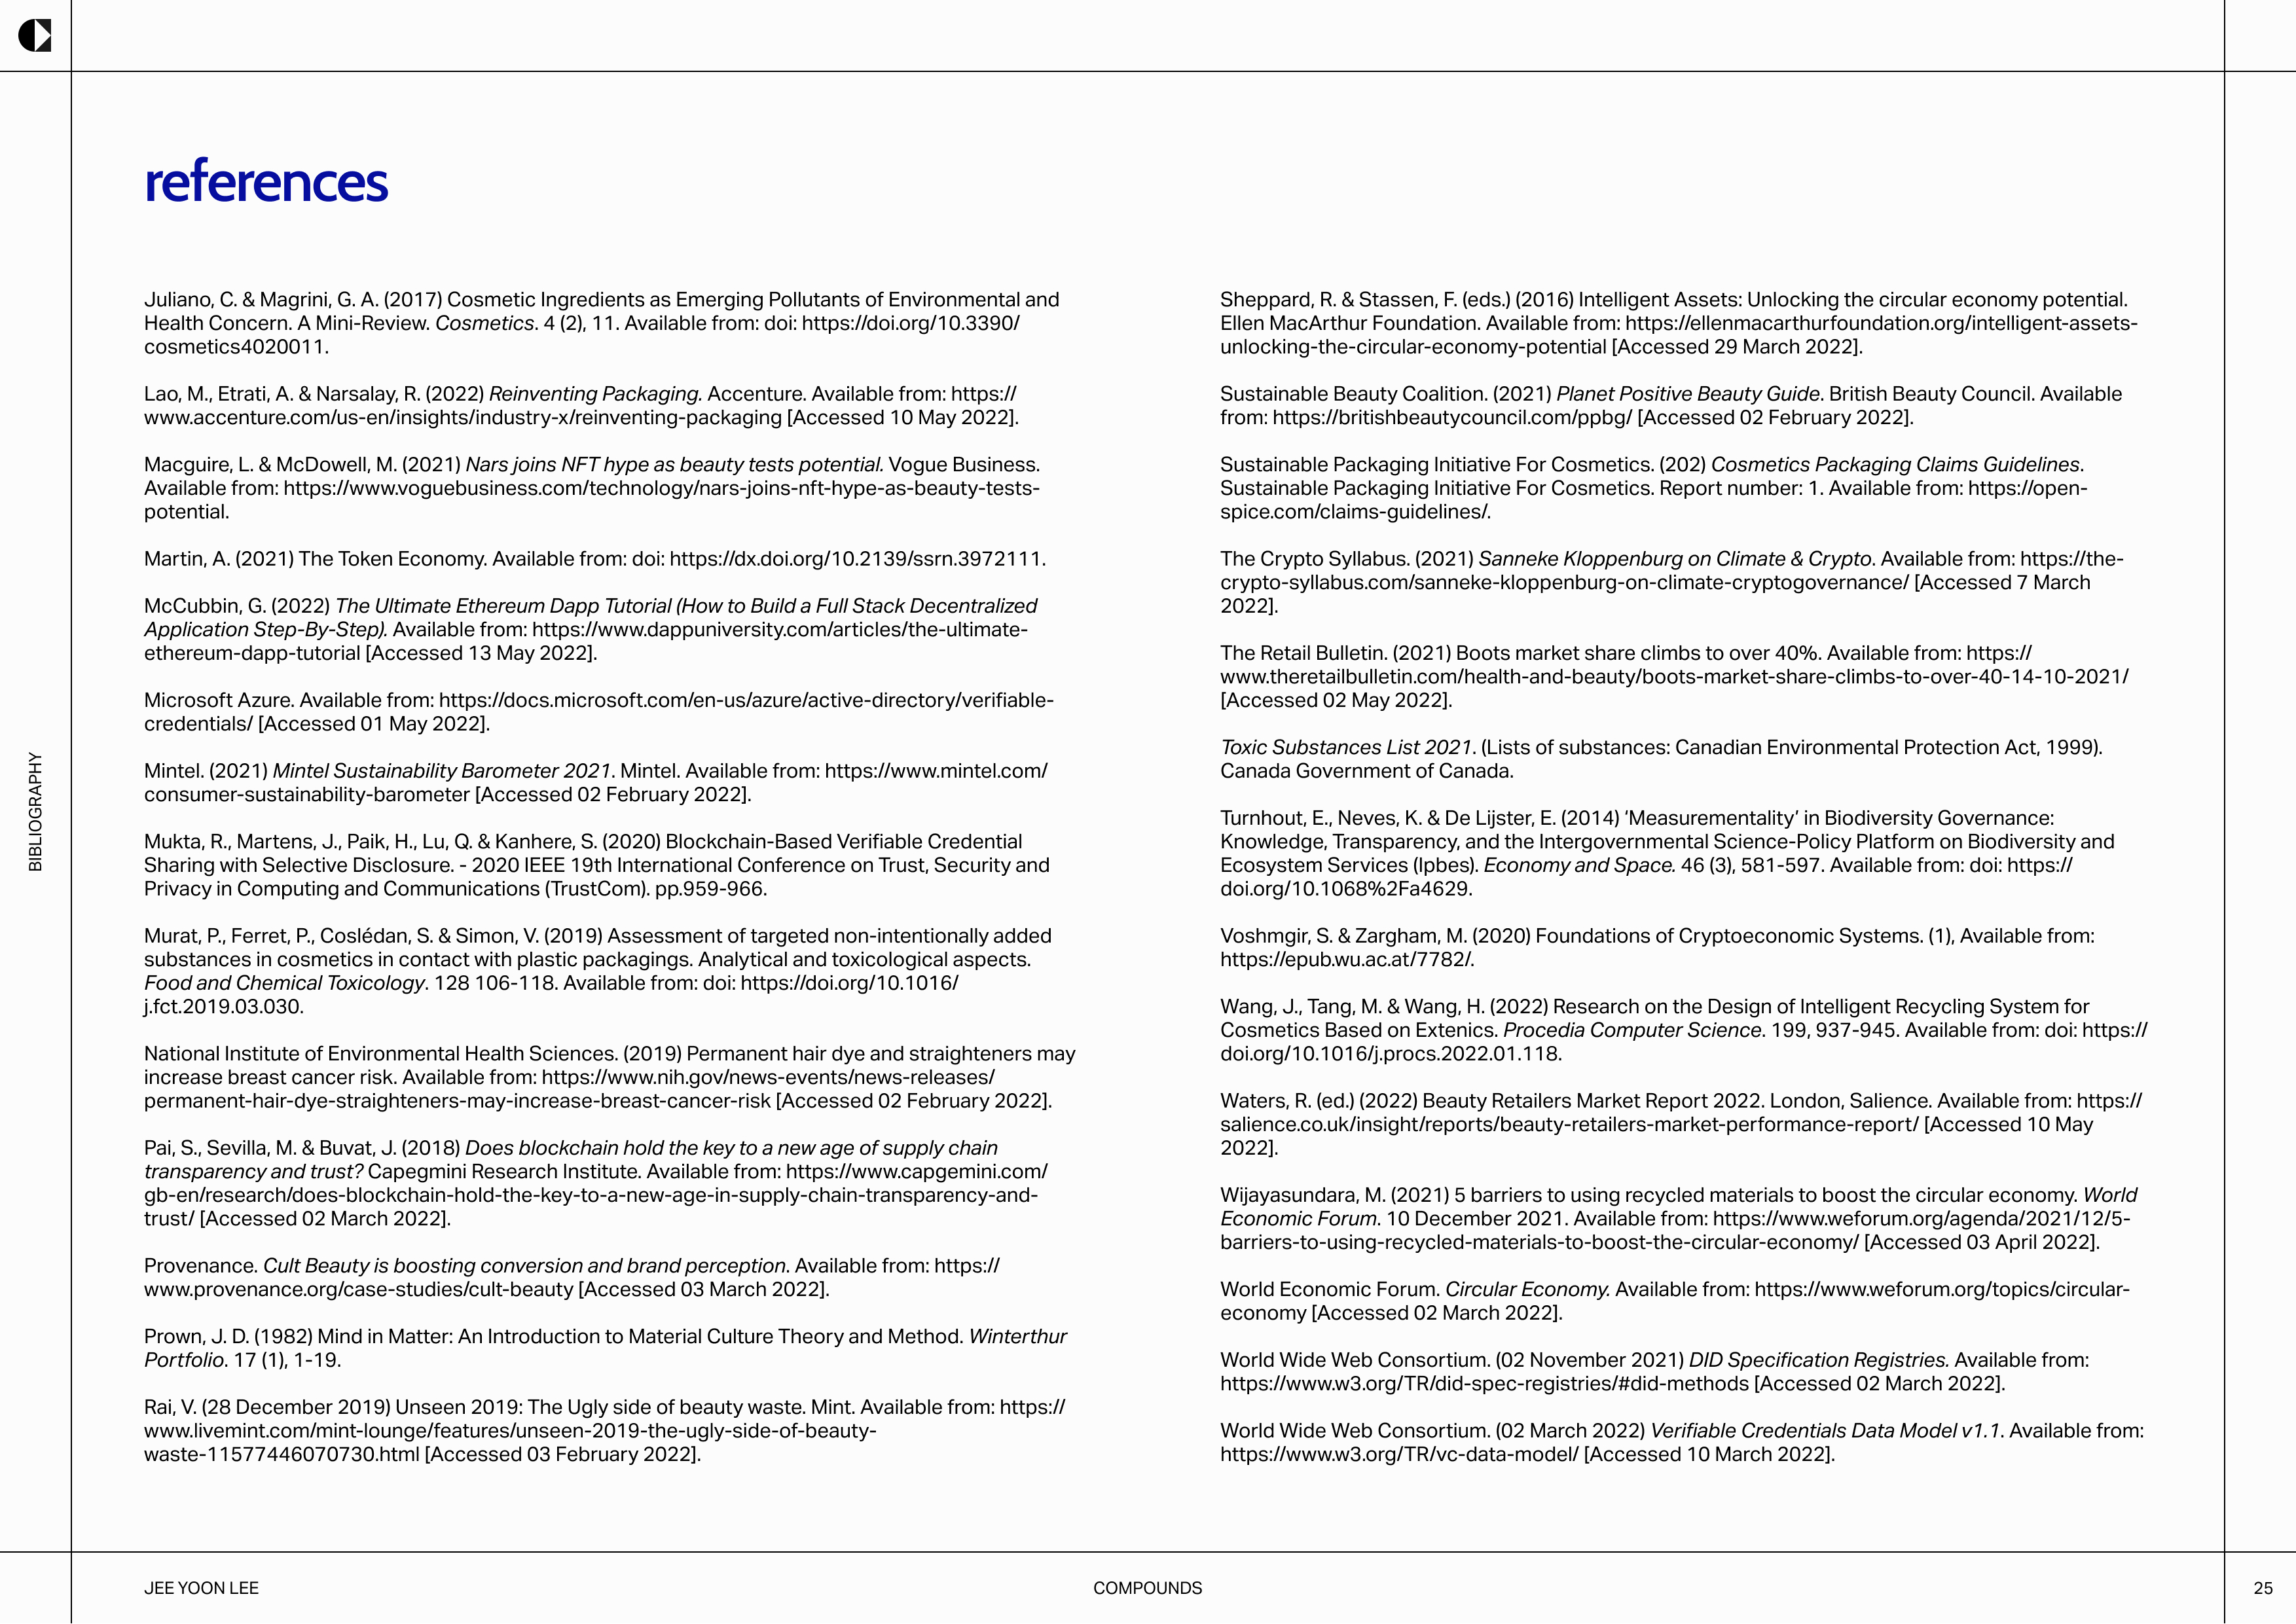 references
Juliano, C. & Magrini, G. A. (2017) Cosmetic Ingredients as Emerging Pollutants of Environmental and
Health Concern. A Mini-Review. Cosmetics. 4 (2), 11. Available from: doi: https://doi.org/10.3390/
cosmetics4020011.
Lao, M., Etrati, A. & Narsalay, R. (2022) Reinventing Packaging. Accenture. Available from: https://
www.accenture.com/us-en/insights/industry-x/reinventing-packaging [Accessed 10 May 2022].
Macguire, L. & McDowell, M. (2021) Nars joins NFT hype as beauty tests potential. Vogue Business.
Available from: https://www.voguebusiness.com/technology/nars-joins-nft-hype-as-beauty-tests-
potential.
Martin, A. (2021) The Token Economy. Available from: doi: https://dx.doi.org/10.2139/ssrn.3972111.
McCubbin, G. (2022) The Ultimate Ethereum Dapp Tutorial (How to Build a Full Stack Decentralized
Application Step-By-Step). Available from: https://www.dappuniversity.com/articles/the-ultimate-
ethereum-dapp-tutorial [Accessed 13 May 2022].
Microsoft Azure. Available from: https://docs.microsoft.com/en-us/azure/active-directory/verifiable-
credentials/ [Accessed 01 May 2022].
Mintel. (2021) Mintel Sustainability Barometer 2021. Mintel. Available from: https://www.mintel.com/
consumer-sustainability-barometer [Accessed 02 February 2022].
Mukta, R., Martens, J., Paik, H., Lu, Q. & Kanhere, S. (2020) Blockchain-Based Verifiable Credential
Sharing with Selective Disclosure. - 2020 IEEE 19th International Conference on Trust, Security and
Privacy in Computing and Communications (TrustCom). pp.959-966.
Murat, P., Ferret, P., Coslédan, S. & Simon, V. (2019) Assessment of targeted non-intentionally added
substances in cosmetics in contact with plastic packagings. Analytical and toxicological aspects.
Food and Chemical Toxicology. 128 106-118. Available from: doi: https://doi.org/10.1016/
j.fct.2019.03.030.
National Institute of Environmental Health Sciences. (2019) Permanent hair dye and straighteners may
increase breast cancer risk. Available from: https://www.nih.gov/news-events/news-releases/
permanent-hair-dye-straighteners-may-increase-breast-cancer-risk [Accessed 02 February 2022].
Pai, S., Sevilla, M. & Buvat, J. (2018) Does blockchain hold the key to a new age of supply chain
transparency and trust? Capegmini Research Institute. Available from: https://www.capgemini.com/
gb-en/research/does-blockchain-hold-the-key-to-a-new-age-in-supply-chain-transparency-and-
trust/ [Accessed 02 March 2022].
Provenance. Cult Beauty is boosting conversion and brand perception. Available from: https://
www.provenance.org/case-studies/cult-beauty [Accessed 03 March 2022].
Prown, J. D. (1982) Mind in Matter: An Introduction to Material Culture Theory and Method. Winterthur
Portfolio. 17 (1), 1-19.
Rai, V. (28 December 2019) Unseen 2019: The Ugly side of beauty waste. Mint. Available from: https://
www.livemint.com/mint-lounge/features/unseen-2019-the-ugly-side-of-beauty-
waste-11577446070730.html [Accessed 03 February 2022].
Sheppard, R. & Stassen, F. (eds.) (2016) Intelligent Assets: Unlocking the circular economy potential.
Ellen MacArthur Foundation. Available from: https://ellenmacarthurfoundation.org/intelligent-assets-
unlocking-the-circular-economy-potential [Accessed 29 March 2022].
Sustainable Beauty Coalition. (2021) Planet Positive Beauty Guide. British Beauty Council. Available
from: https://britishbeautycouncil.com/ppbg/ [Accessed 02 February 2022].
Sustainable Packaging Initiative For Cosmetics. (202) Cosmetics Packaging Claims Guidelines.
Sustainable Packaging Initiative For Cosmetics. Report number: 1. Available from: https://open-
spice.com/claims-guidelines/.
The Crypto Syllabus. (2021) Sanneke Kloppenburg on Climate & Crypto. Available from: https://the-
crypto-syllabus.com/sanneke-kloppenburg-on-climate-cryptogovernance/ [Accessed 7 March
2022].
The Retail Bulletin. (2021) Boots market share climbs to over 40%. Available from: https://
www.theretailbulletin.com/health-and-beauty/boots-market-share-climbs-to-over-40-14-10-2021/
[Accessed 02 May 2022].
Toxic Substances List 2021. (Lists of substances: Canadian Environmental Protection Act, 1999).
Canada Government of Canada.
Turnhout, E., Neves, K. & De Lijster, E. (2014) ‘Measurementality’ in Biodiversity Governance:
Knowledge, Transparency, and the Intergovernmental Science-Policy Platform on Biodiversity and
Ecosystem Services (Ipbes). Economy and Space. 46 (3), 581-597. Available from: doi: https://
doi.org/10.1068%2Fa4629.
Voshmgir, S. & Zargham, M. (2020) Foundations of Cryptoeconomic Systems. (1), Available from:
https://epub.wu.ac.at/7782/.
Wang, J., Tang, M. & Wang, H. (2022) Research on the Design of Intelligent Recycling System for
Cosmetics Based on Extenics. Procedia Computer Science. 199, 937-945. Available from: doi: https://
doi.org/10.1016/j.procs.2022.01.118.
Waters, R. (ed.) (2022) Beauty Retailers Market Report 2022. London, Salience. Available from: https://
salience.co.uk/insight/reports/beauty-retailers-market-performance-report/ [Accessed 10 May
2022].
Wijayasundara, M. (2021) 5 barriers to using recycled materials to boost the circular economy. World
Economic Forum. 10 December 2021. Available from: https://www.weforum.org/agenda/2021/12/5-
barriers-to-using-recycled-materials-to-boost-the-circular-economy/ [Accessed 03 April 2022].
World Economic Forum. Circular Economy. Available from: https://www.weforum.org/topics/circular-
economy [Accessed 02 March 2022].
World Wide Web Consortium. (02 November 2021) DID Specification Registries. Available from:
https://www.w3.org/TR/did-spec-registries/#did-methods [Accessed 02 March 2022].
World Wide Web Consortium. (02 March 2022) Verifiable Credentials Data Model v1.1. Available from:
https://www.w3.org/TR/vc-data-model/ [Accessed 10 March 2022].
BIBLIOGRAPHY
JEE YOON LEE
COMPOUNDS
25